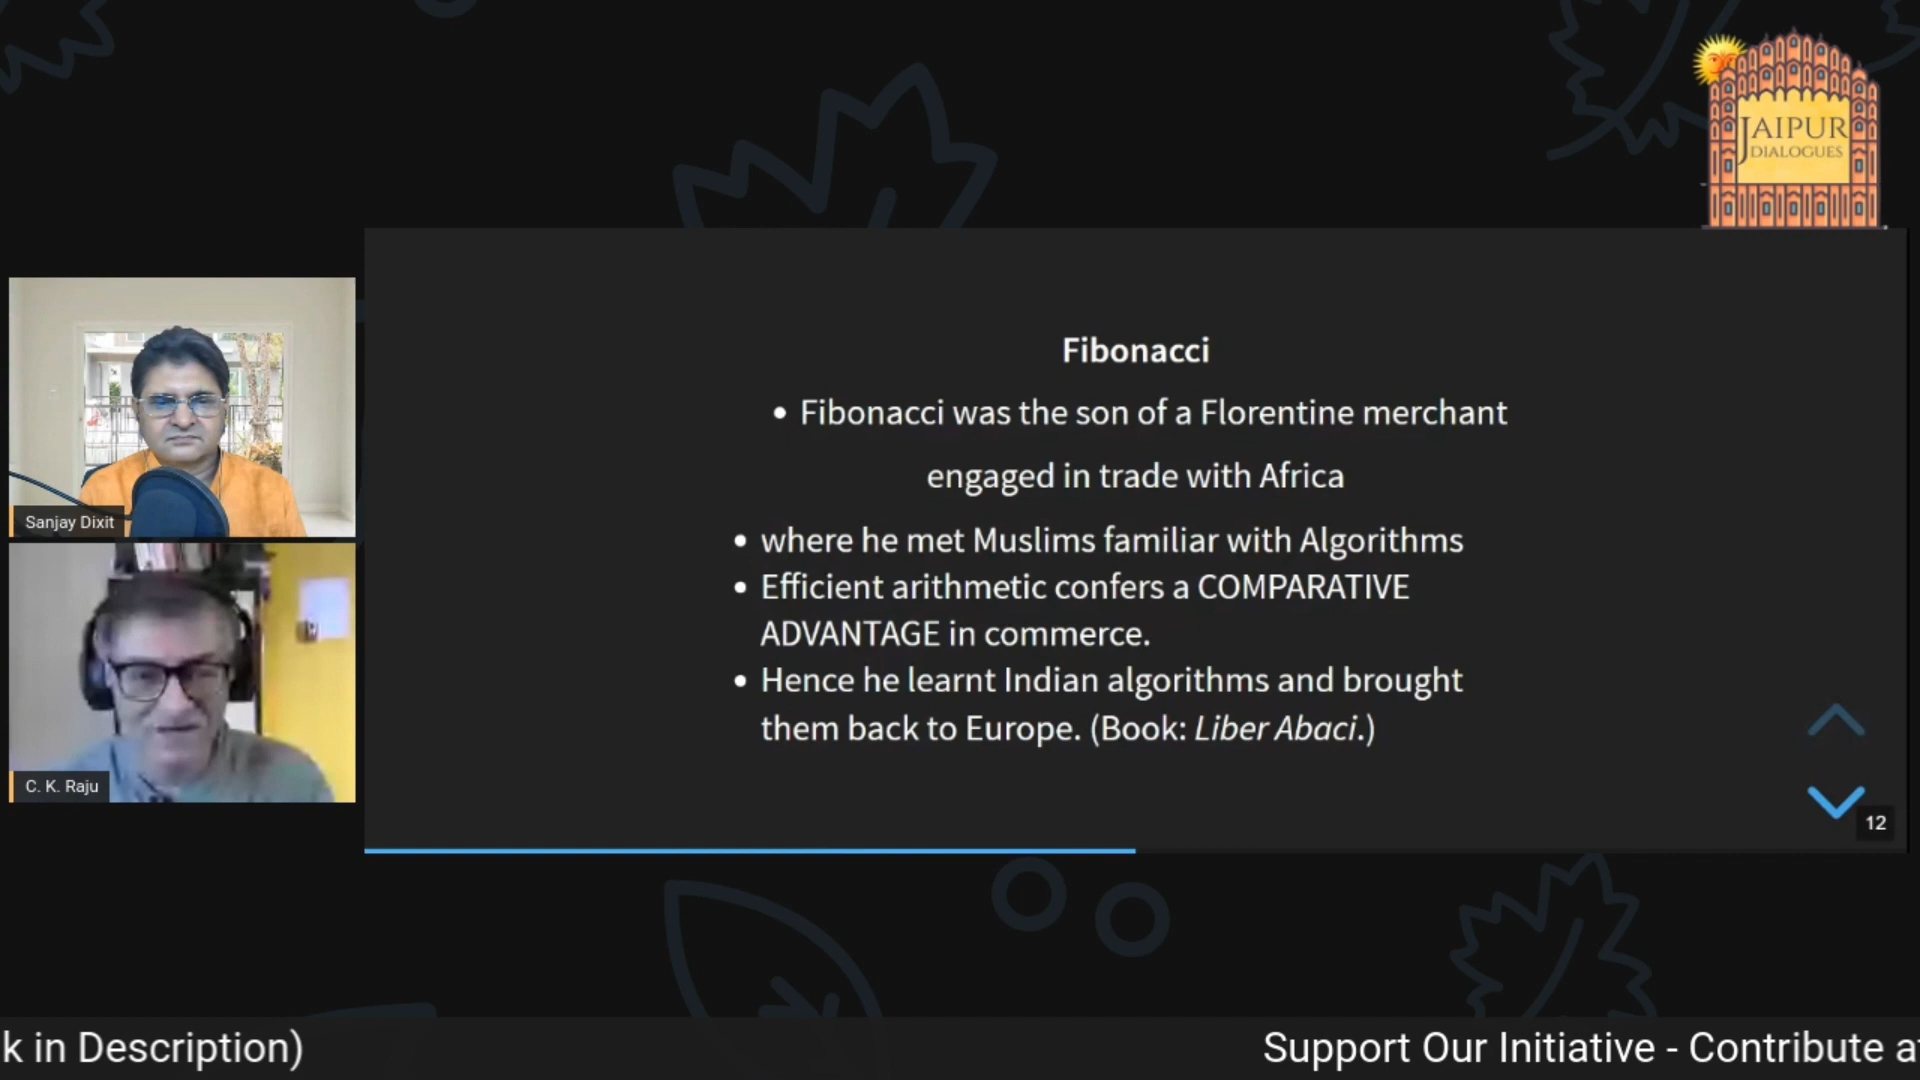 JAIPUR
DIALOGUES
Fibonacci
• Fibonacci was the son of a Florentine merchant
engaged in trade with Africa
• where he met Muslims familiar with Algorithms
• Efficient arithmetic confers a COMPARATIVE
ADVANTAGE in commerce.
• Hence he learnt Indian algorithms and brought
them back to Europe. (Book: Liber Abaci.)
12
Sanjay Dixit
C. K. Raju
k in Description)
Support Our Initiative - Contribute a